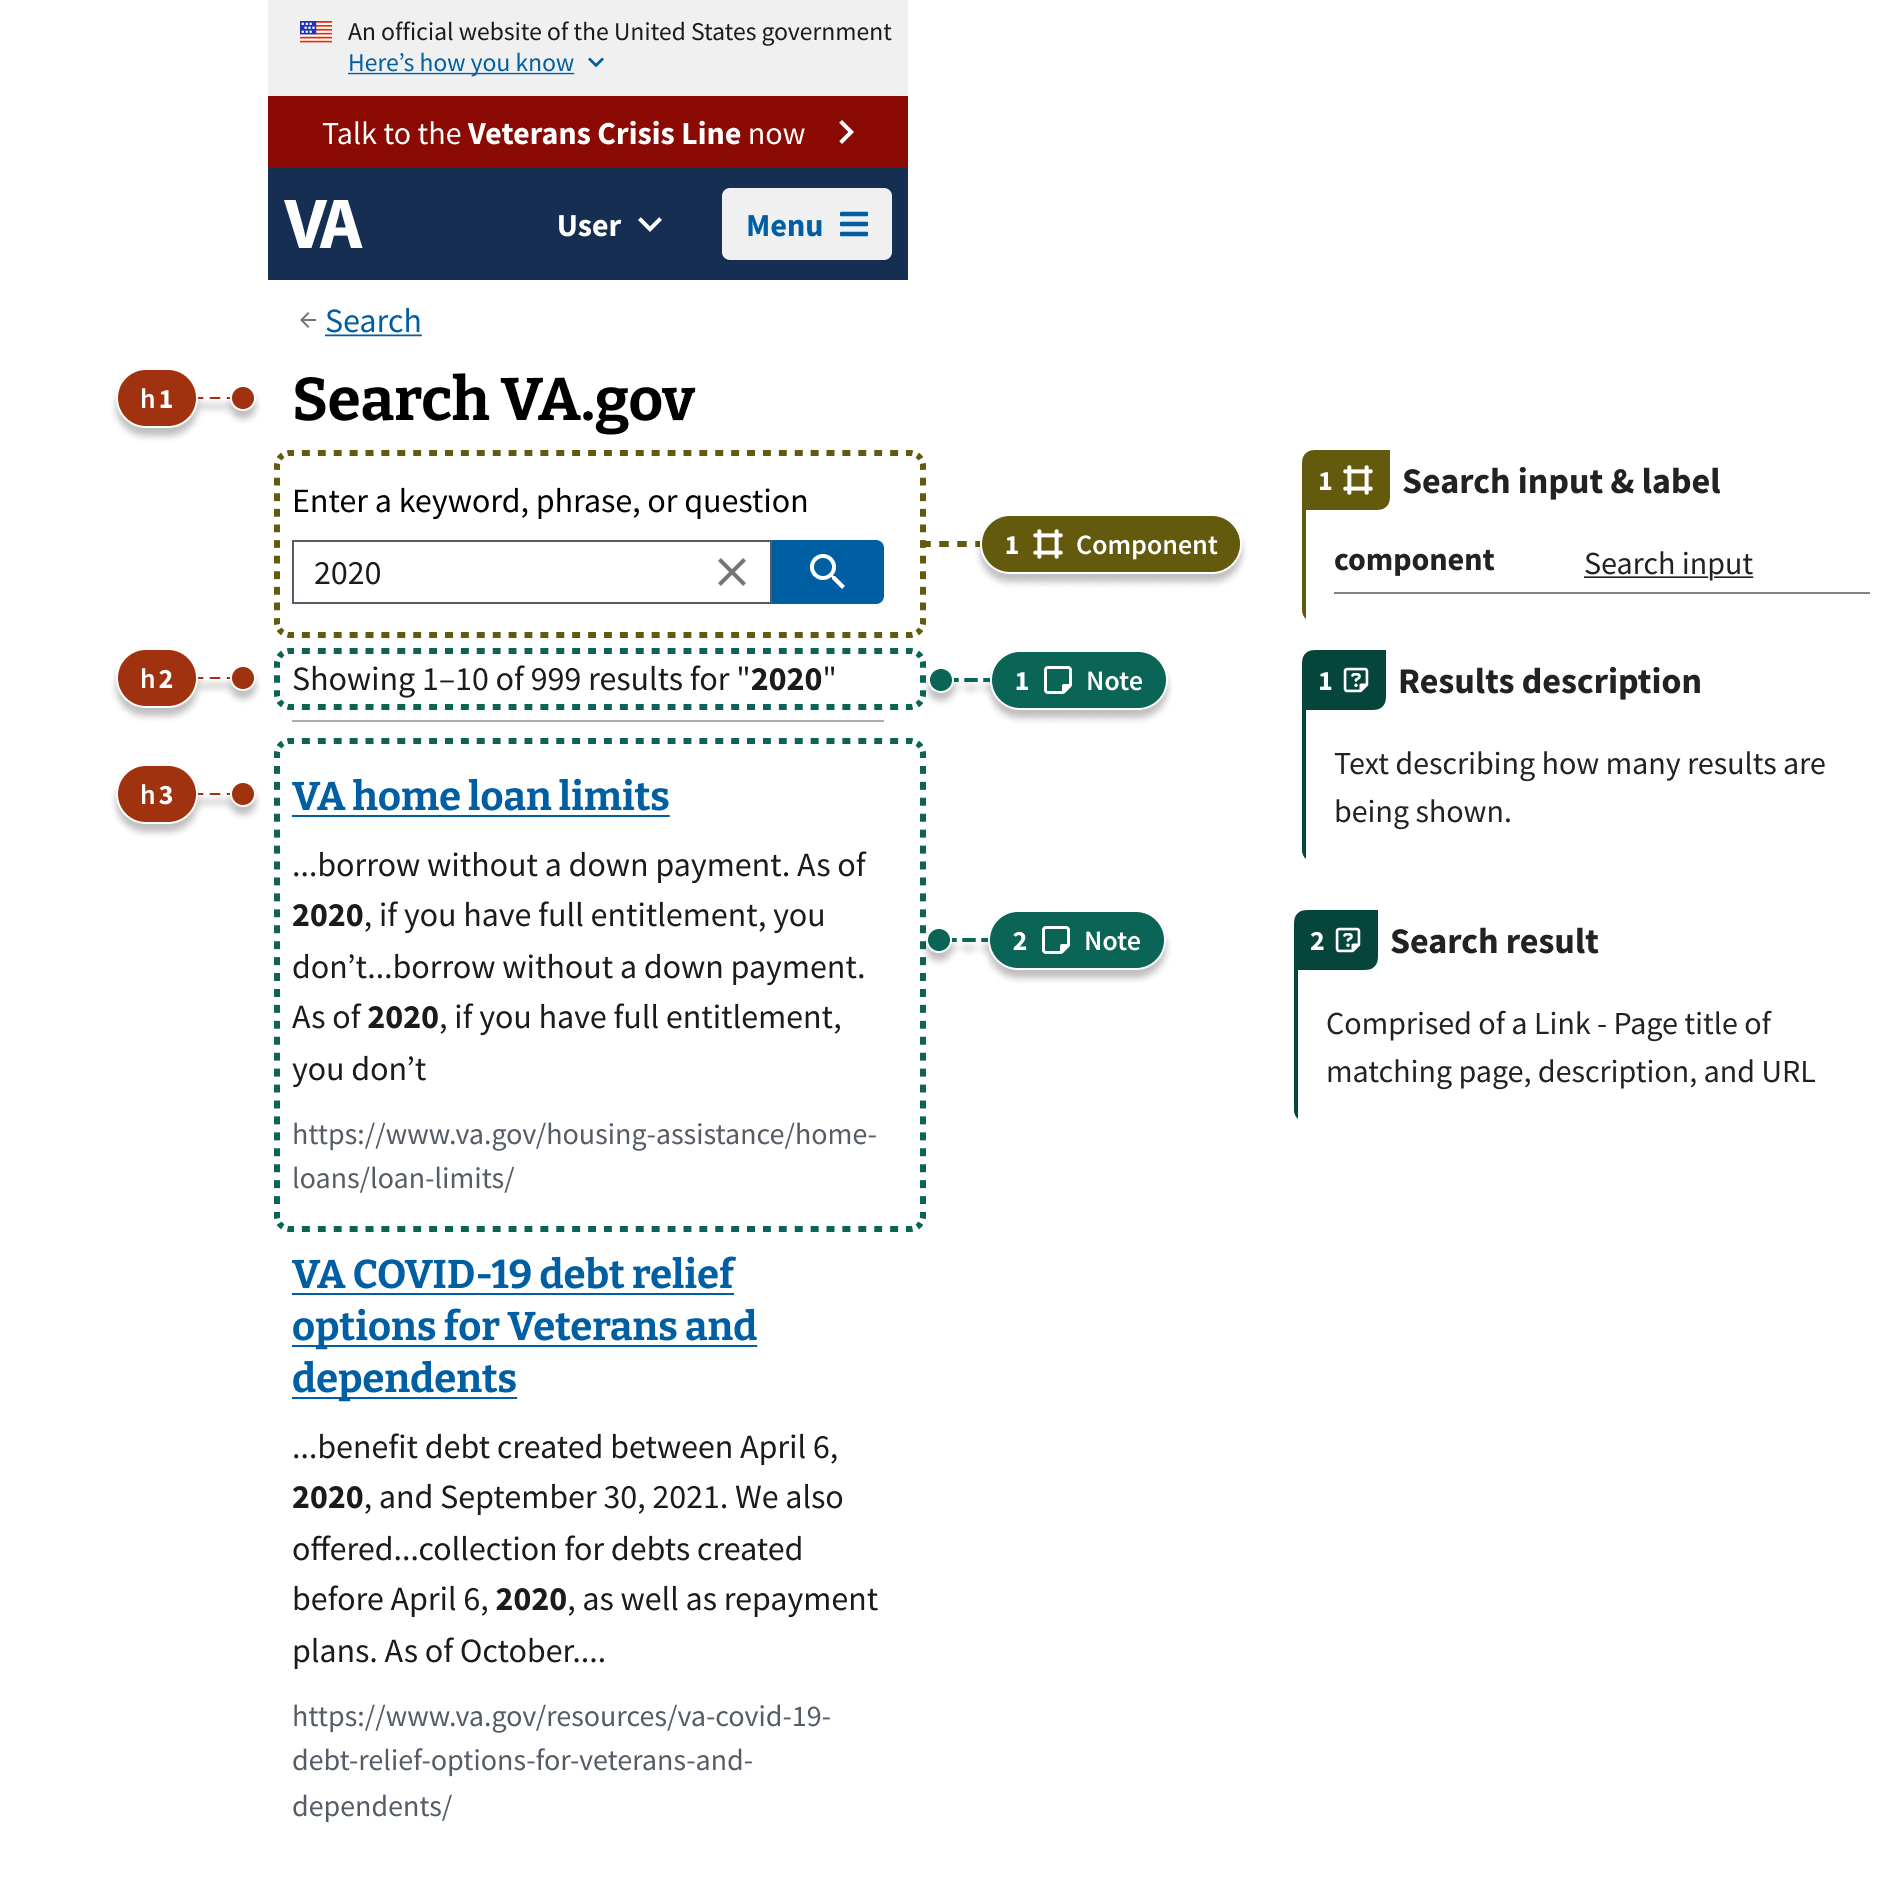 An official website of the United States government
Here’s how you know
Talk to the Veterans Crisis Line now
VA
User
Menu
Search
h1
Search VA.gov
Enter a keyword, phrase, or question
2020
1 Component
1 Search input & label
component Search input
h2
Showing 1–10 of 999 results for "2020"
1 Note
1 Results description
Text describing how many results are
being shown.
h3
VA home loan limits
...borrow without a down payment. As of
2020, if you have full entitlement, you
don’t...borrow without a down payment.
As of 2020, if you have full entitlement,
you don’t
https://www.va.gov/housing-assistance/home-
loans/loan-limits/
2 Note
2 Search result
Comprised of a Link - Page title of
matching page, description, and URL
VA COVID-19 debt relief
options for Veterans and
dependents
...benefit debt created between April 6,
2020, and September 30, 2021. We also
offered...collection for debts created
before April 6, 2020, as well as repayment
plans. As of October....
https://www.va.gov/resources/va-covid-19-
debt-relief-options-for-veterans-and-
dependents/